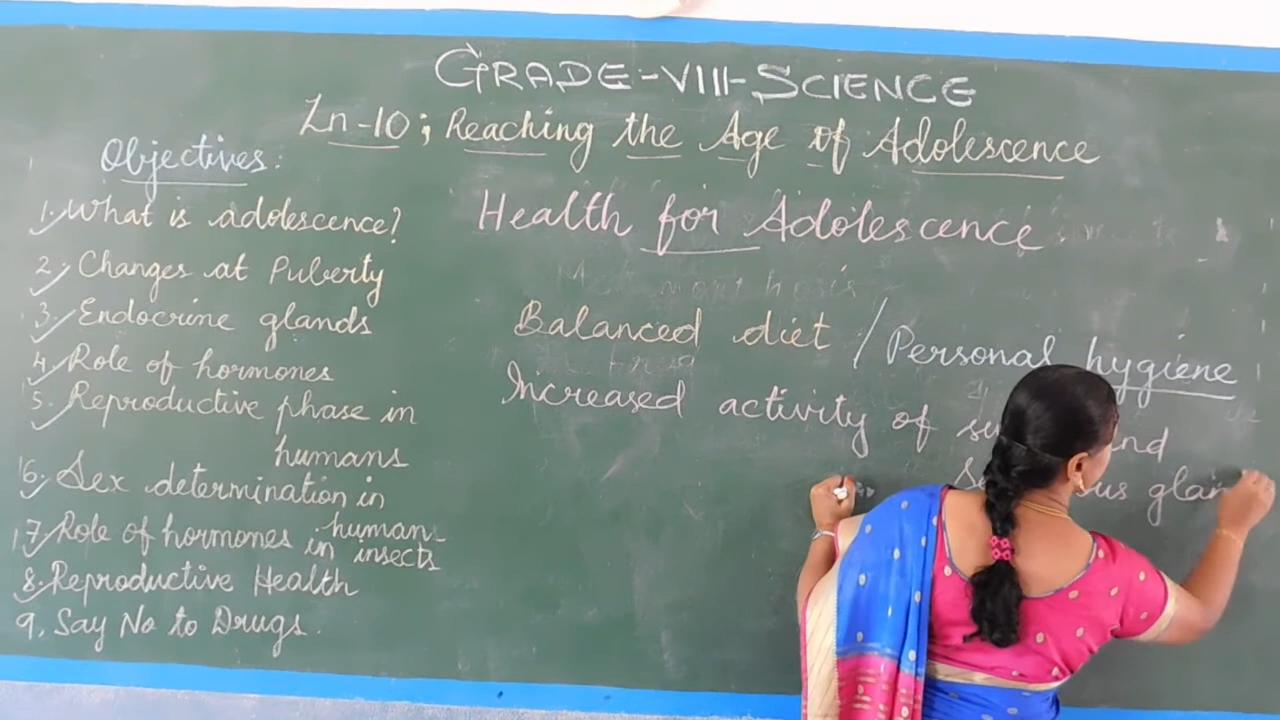 GRADE-VIII-SCIENCE
Ln-10; Reaching the Age of Adolescence
Objectives:
1. What is adolescence?
2. Changes at Puberty
3. Endocrine glands
4. Role of hormones
5. Reproductive phase in
humans
6. Sex determination in
human
7. Role of hormones in insects
8. Reproductive Health
9. Say No to Drugs.
Health for Adolescence.
Balanced diet / Personal hygiene
Increased activity of